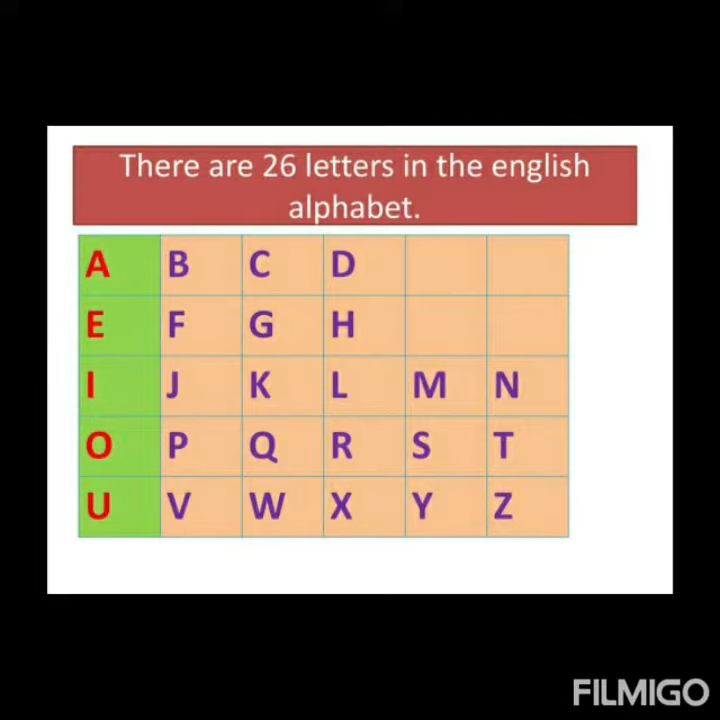 There are 26 letters in the english
alphabet.
A B C D
E F G H
I J K L M N
O P Q R S T
U V W X Y Z
FILMIGO